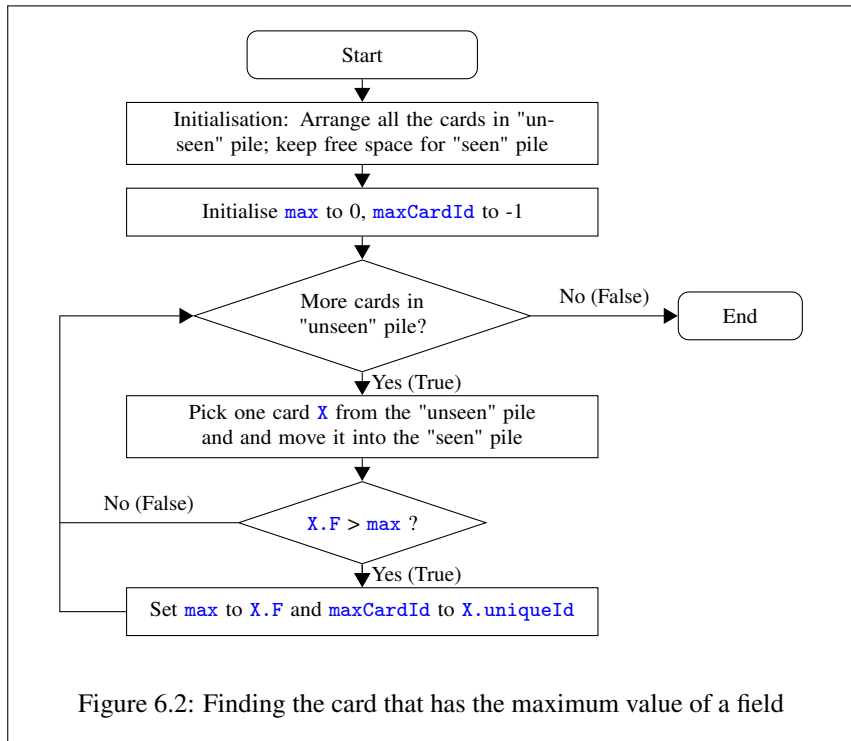 Start
Initialisation: Arrange all the cards in "un-
seen" pile; keep free space for "seen" pile
Initialise max to 0, maxCardId to -1
More cards in
"unseen" pile?
No (False)
End
Yes (True)
Pick one card X from the "unseen" pile
and and move it into the "seen" pile
No (False)
X.F > max ?
Yes (True)
Set max to X.F and maxCardId to X.uniqueId
Figure 6.2: Finding the card that has the maximum value of a field